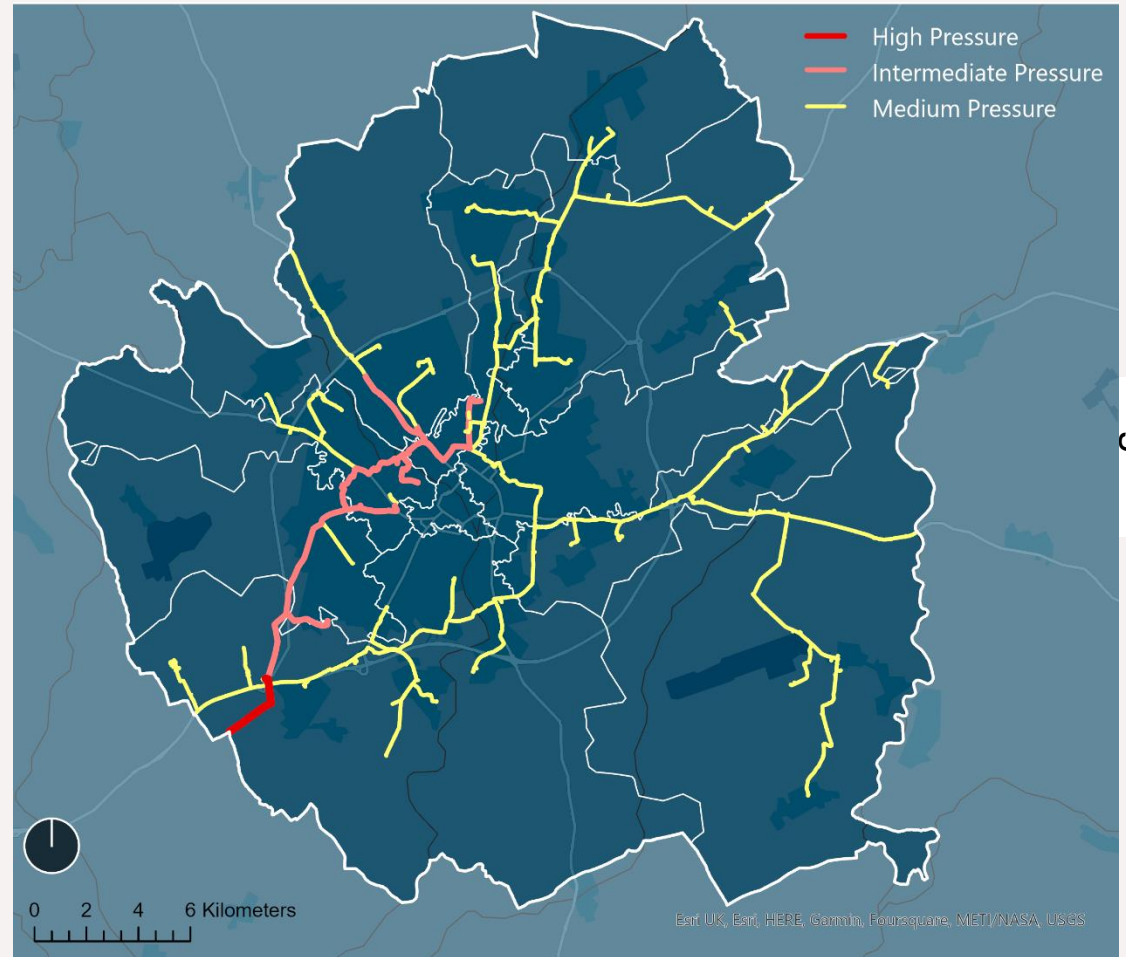 High Pressure
Intermediate Pressure
Medium Pressure
0 2 4 6 Kilometers
Esri UK, Esri, HERE, Garmin, Foursquare, METI/NASA, USGS